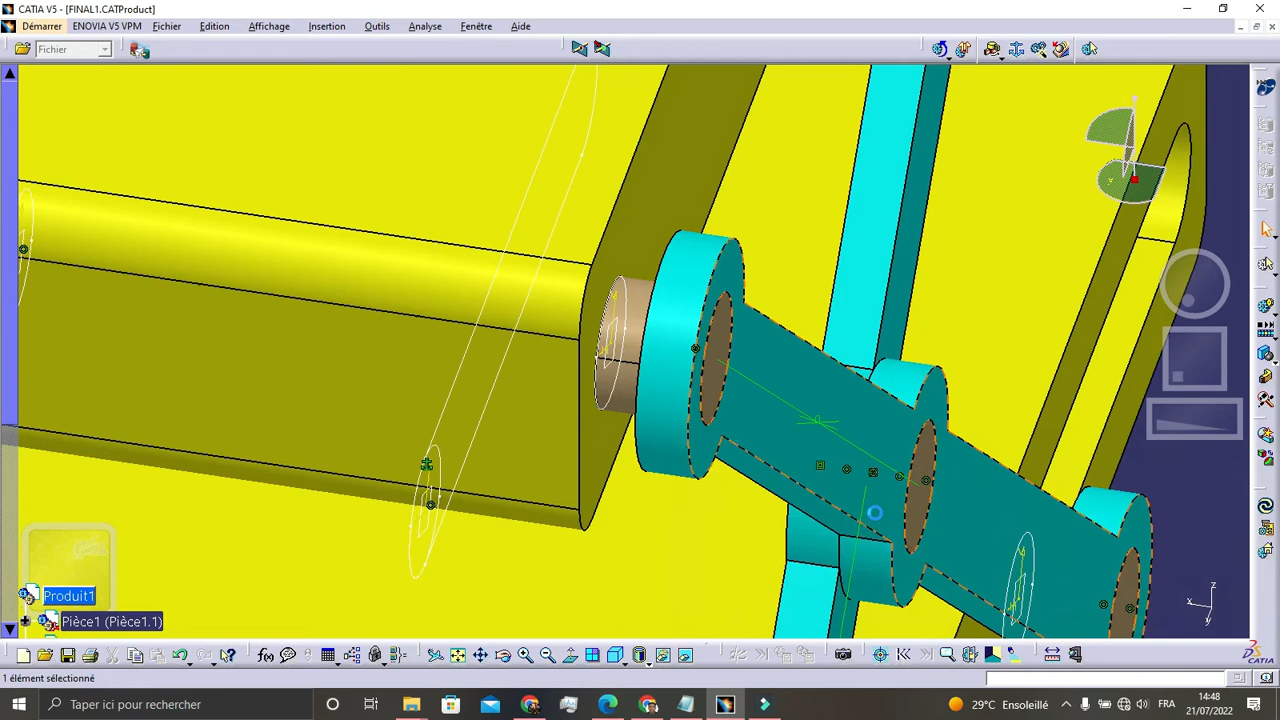 CATIA V5 - [FINAL1.CATProduct]
Démarrer ENOVIA V5 VPM Fichier Edition Affichage Insertion Outils Analyse Fenêtre Aide
Fichier
Produit1
Pièce1 (Pièce1.1)
z
x
y
f(x)
CATIA
1 élément sélectionné
Taper ici pour rechercher
29°C Ensoleillé
FRA
14:48
21/07/2022